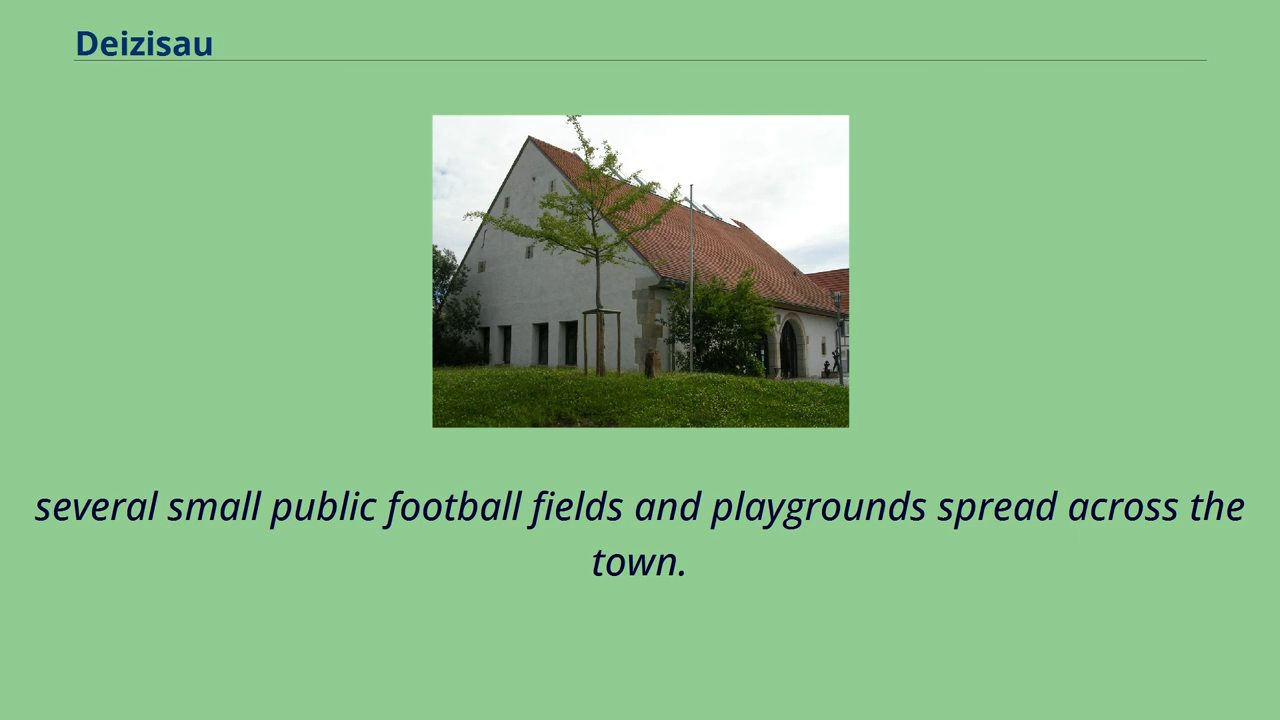 Deizisau
several small public football fields and playgrounds spread across the
town.